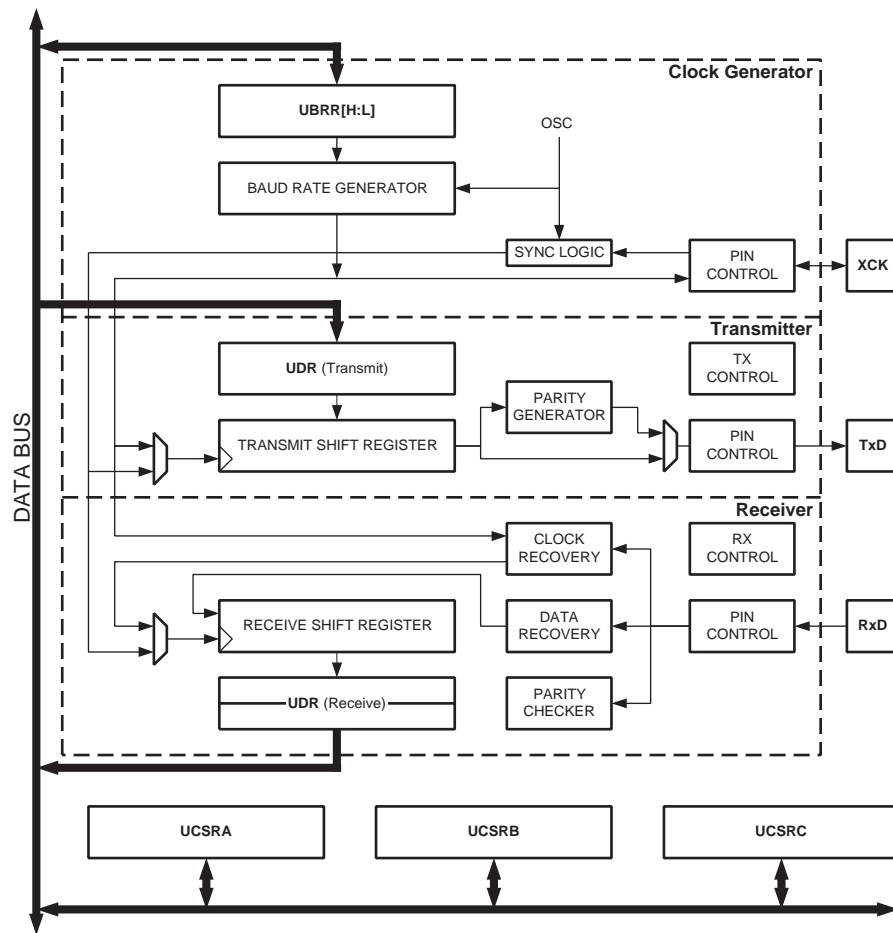 Clock Generator
UBRR[H:L]
OSC
BAUD RATE GENERATOR
SYNC LOGIC
PIN
CONTROL
XCK
Transmitter
UDR (Transmit)
TX
CONTROL
PARITY
GENERATOR
TRANSMIT SHIFT REGISTER
PIN
CONTROL
TxD
DATA BUS
Receiver
CLOCK
RECOVERY
RX
CONTROL
RECEIVE SHIFT REGISTER
DATA
RECOVERY
PIN
CONTROL
RxD
UDR (Receive)
PARITY
CHECKER
UCSRA
UCSRB
UCSRC